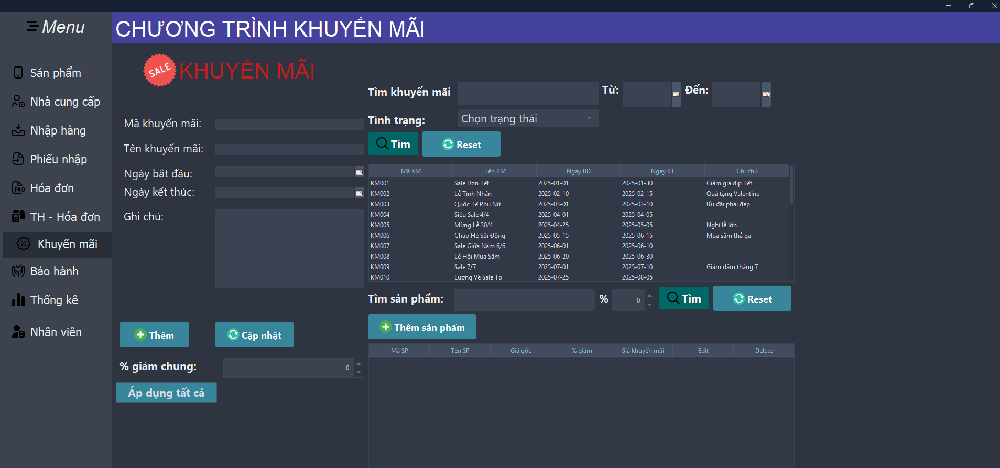 Menu
Sản phẩm
Nhà cung cấp
Nhập hàng
Phiếu nhập
PAID
Hóa đơn
TH - Hóa đơn
Khuyến mãi
Bảo hành
Thống kê
Nhân viên
CHƯƠNG TRÌNH KHUYẾN MÃI
SALE KHUYẾN MÃI
Mã khuyến mãi:
Tên khuyến mãi:
Ngày bắt đầu:
Ngày kết thúc:
Ghi chú:
Thêm
Cập nhật
% giảm chung: 0
Áp dụng tất cả
Tìm khuyến mãi Từ: Đến:
Tình trạng: Chọn trạng thái
Tìm Reset
Mã KM Tên KM Ngày BĐ Ngày KT Ghi chú
KM001 Sale Đón Tết 2025-01-01 2025-01-30 Giảm giá dịp Tết
KM002 Lễ Tình Nhân 2025-02-10 2025-02-15 Quà tặng Valentine
KM003 Quốc Tế Phụ Nữ 2025-03-01 2025-03-10 Ưu đãi phái đẹp
KM004 Siêu Sale 4/4 2025-04-01 2025-04-05
KM005 Mừng Lễ 30/4 2025-04-25 2025-05-05 Nghỉ lễ lớn
KM006 Chào Hè Sôi Động 2025-05-15 2025-06-15 Mua sắm thả ga
KM007 Sale Giữa Năm 6/6 2025-06-01 2025-06-10
KM008 Lễ Hội Mua Sắm 2025-06-20 2025-06-30
KM009 Sale 7/7 2025-07-01 2025-07-10 Giảm đậm tháng 7
KM010 Lương Về Sale To 2025-07-25 2025-08-05
Tìm sản phẩm: % 0 Tìm Reset
Thêm sản phẩm
Mã SP Tên SP Giá gốc % giảm Giá khuyến mãi Edit Delete